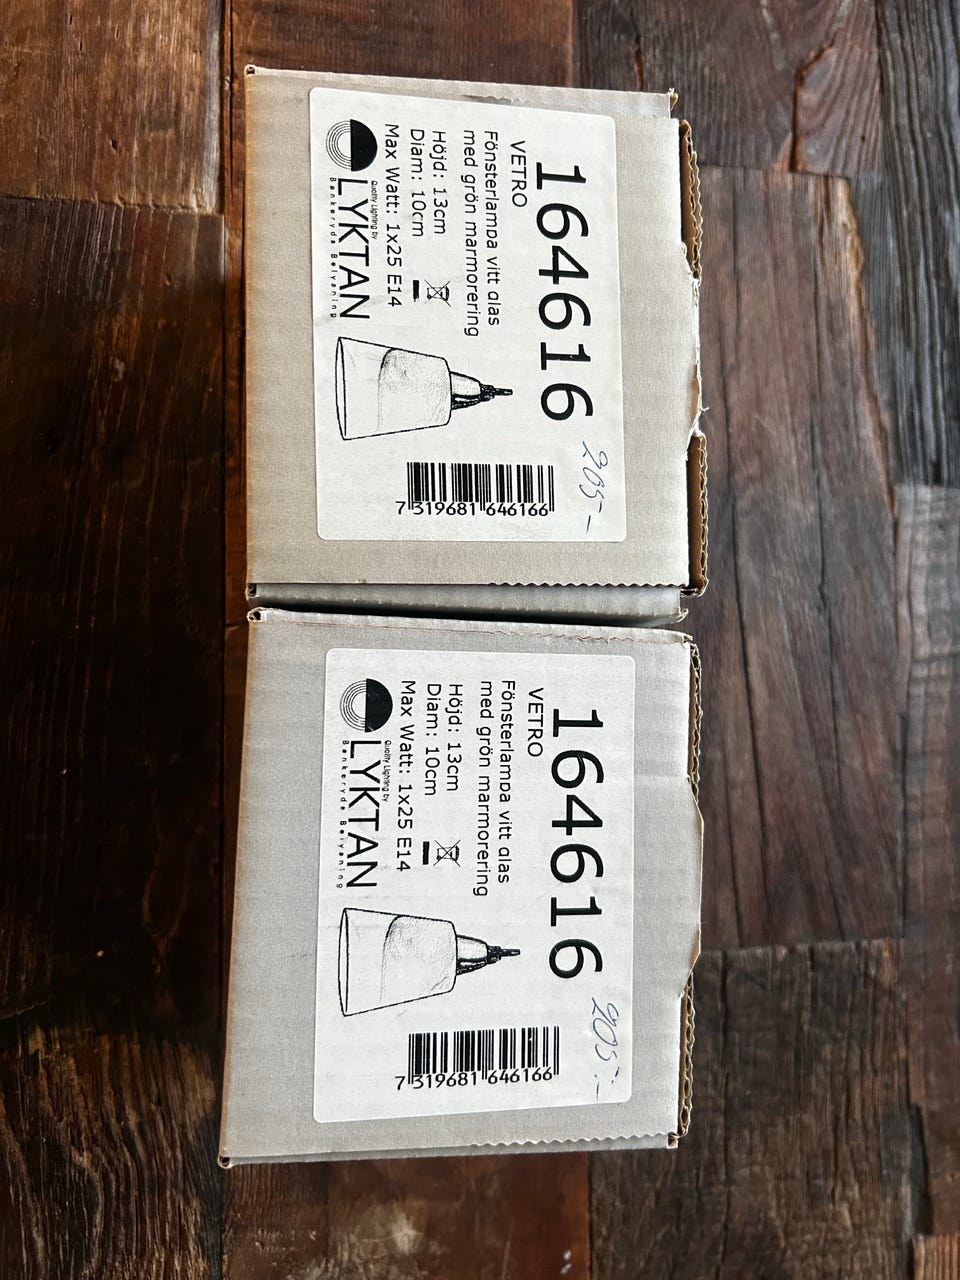 164616
205-
VETRO
Fönsterlampa vitt glas
med grön marmorering
Höjd: 13cm
Diam: 10cm
Max Watt: 1x25 E14
Quality Lighting by
LYKTAN
Bankeryds Belysning
7 319681 646166
164616
205:-
VETRO
Fönsterlampa vitt glas
med grön marmorering
Höjd: 13cm
Diam: 10cm
Max Watt: 1x25 E14
Quality Lighting by
LYKTAN
Bankeryds Belysning
7 319681 646166